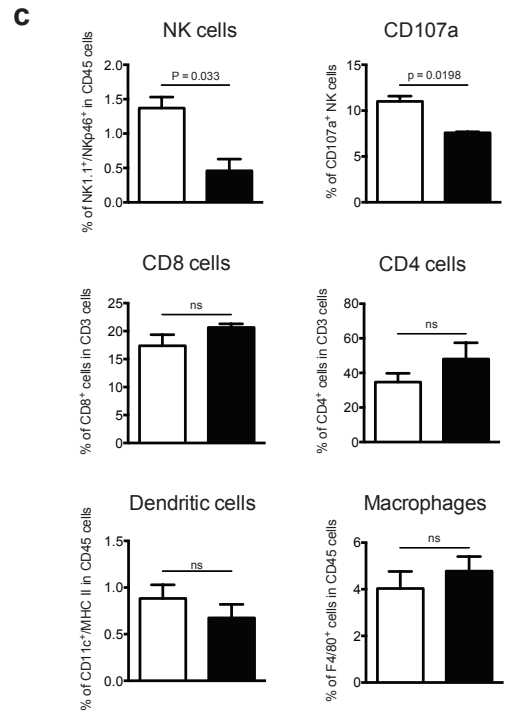 c
NK cells
P = 0.033
% of NK1.1⁺/NKp46⁺ in CD45 cells
2.0
1.5
1.0
0.5
0.0
CD107a
p = 0.0198
% of CD107a⁺ NK cells
15
10
5
0
CD8 cells
ns
% of CD8⁺ cells in CD3 cells
25
20
15
10
5
0
CD4 cells
ns
% of CD4⁺ cells in CD3 cells
80
60
40
20
0
Dendritic cells
ns
% of CD11c⁺/MHC II in CD45 cells
1.5
1.0
0.5
0.0
Macrophages
ns
% of F4/80⁺ cells in CD45 cells
6
4
2
0